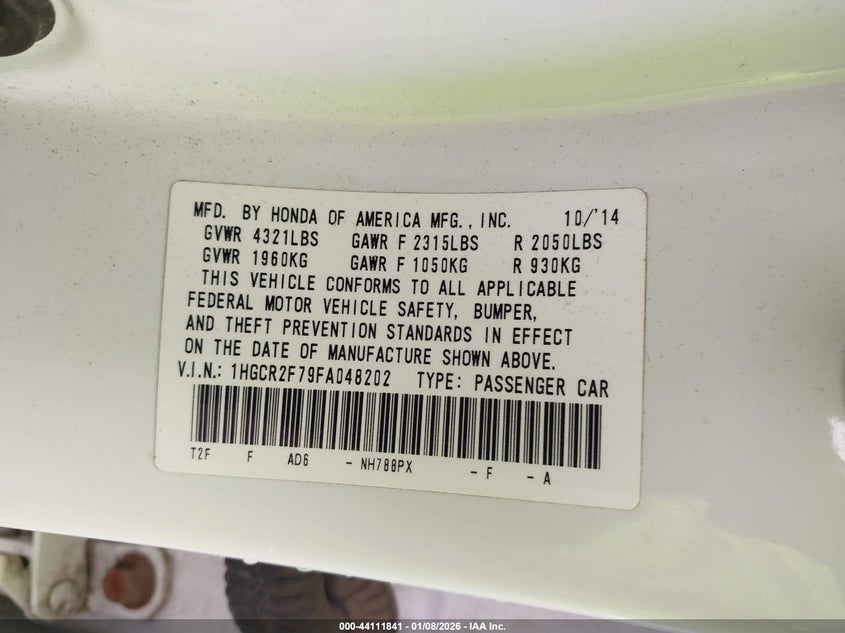 MFD. BY HONDA OF AMERICA MFG., INC. 10/'14
GVWR 4321LBS GAWR F 2315LBS R 2050LBS
GVWR 1960KG GAWR F 1050KG R 930KG
THIS VEHICLE CONFORMS TO ALL APPLICABLE
FEDERAL MOTOR VEHICLE SAFETY, BUMPER,
AND THEFT PREVENTION STANDARDS IN EFFECT
ON THE DATE OF MANUFACTURE SHOWN ABOVE.
V.I.N.: 1HGCR2F79FA048202 TYPE: PASSENGER CAR
T2F F AD6 - NH788PX - F - A
000-44111841 - 01/08/2026 - IAA Inc.